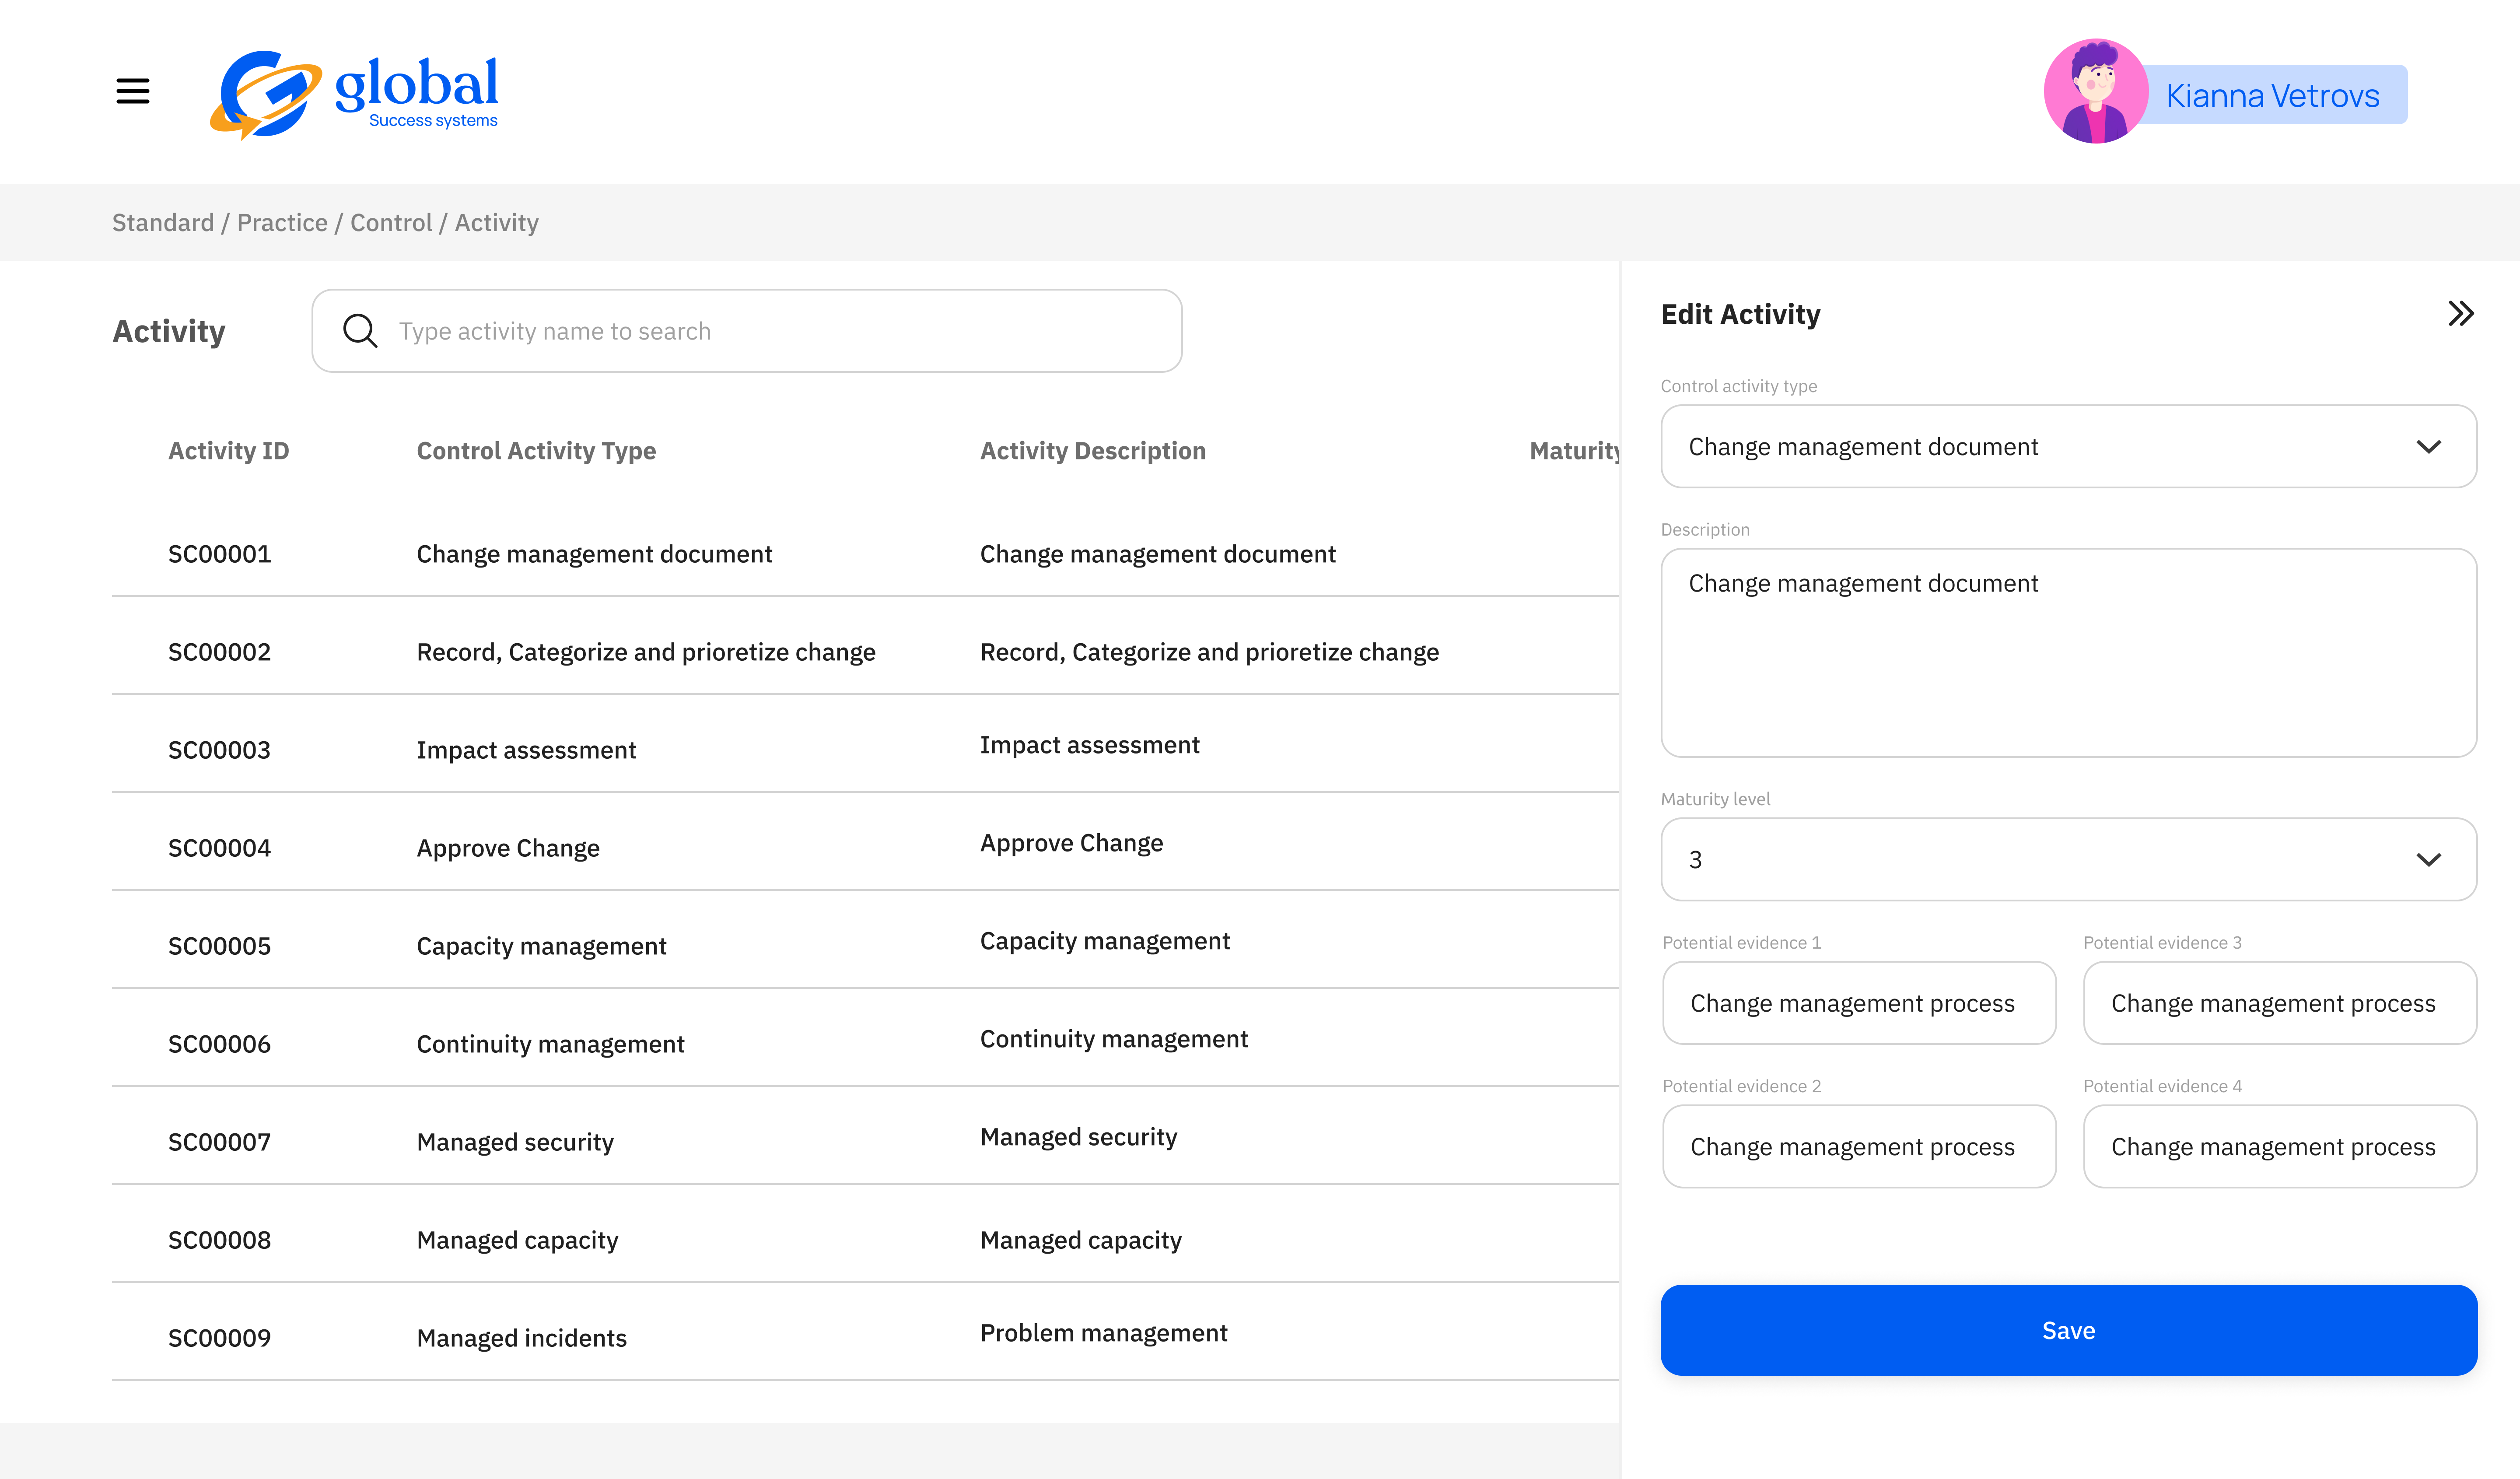 global
Success systems
Kianna Vetrovs
Standard / Practice / Control / Activity
Activity
Type activity name to search
Activity ID Control Activity Type Activity Description Maturity
SC00001 Change management document Change management document
SC00002 Record, Categorize and prioretize change Record, Categorize and prioretize change
SC00003 Impact assessment Impact assessment
SC00004 Approve Change Approve Change
SC00005 Capacity management Capacity management
SC00006 Continuity management Continuity management
SC00007 Managed security Managed security
SC00008 Managed capacity Managed capacity
SC00009 Managed incidents Problem management
Edit Activity
Control activity type
Change management document
Description
Change management document
Maturity level
3
Potential evidence 1 Potential evidence 3
Change management process Change management process
Potential evidence 2 Potential evidence 4
Change management process Change management process
Save